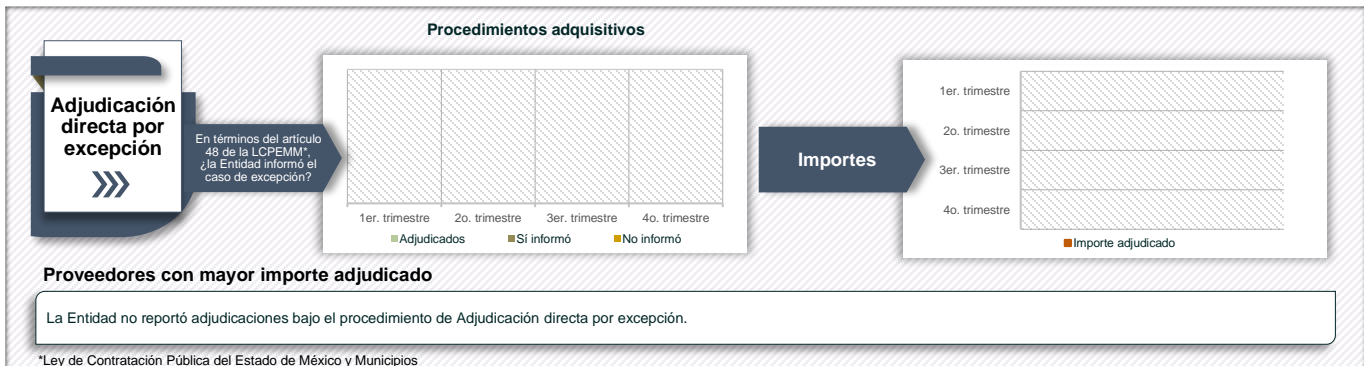 Procedimientos adquisitivos
Adjudicación
directa por
excepción
En términos del artículo
48 de la LCPEMM*,
¿la Entidad informó el
caso de excepción?
1er. trimestre 2o. trimestre 3er. trimestre 4o. trimestre
Adjudicados Sí informó No informó
Importes
1er. trimestre
2o. trimestre
3er. trimestre
4o. trimestre
Importe adjudicado
Proveedores con mayor importe adjudicado
La Entidad no reportó adjudicaciones bajo el procedimiento de Adjudicación directa por excepción.
*Ley de Contratación Pública del Estado de México y Municipios